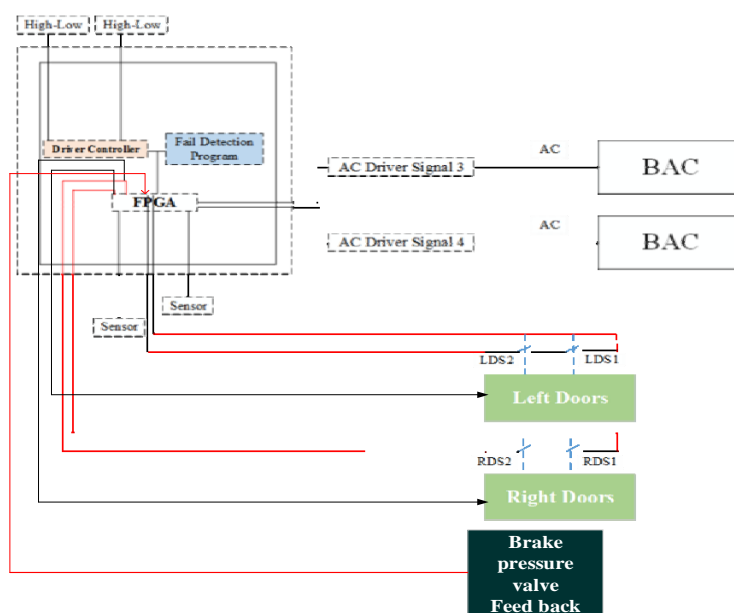 High-Low High-Low
Driver Controller
Fail Detection
Program
FPGA
Sensor
Sensor
AC Driver Signal 3
AC
BAC
AC Driver Signal 4
AC
BAC
LDS2
LDS1
Left Doors
RDS2
RDS1
Right Doors
Brake
pressure
valve
Feed back